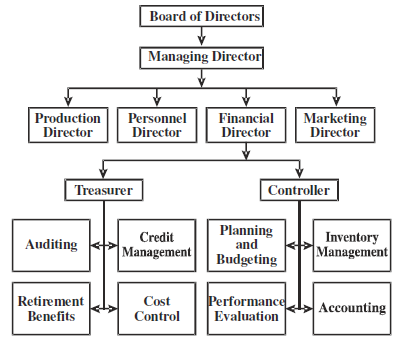 Board of Directors
Managing Director
Production
Director
Personnel
Director
Financial
Director
Marketing
Director
Treasurer
Controller
Auditing
Credit
Management
Planning
and
Budgeting
Inventory
Management
Retirement
Benefits
Cost
Control
Performance
Evaluation
Accounting